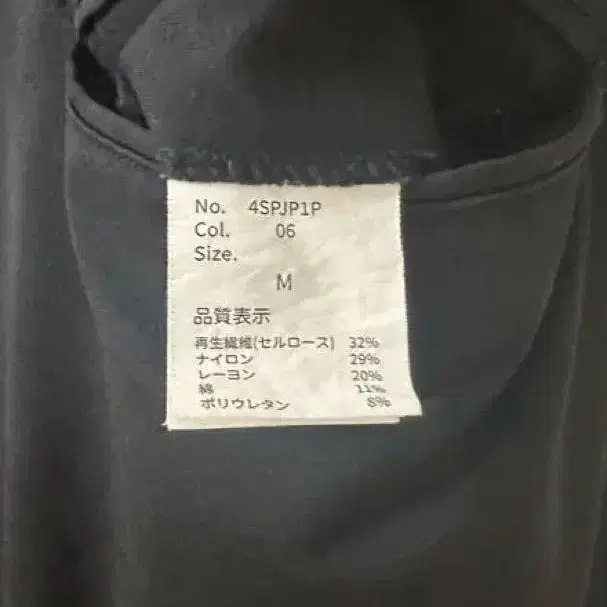 No. 4SPJP1P
Col. 06
Size.
M
品質表示
再生繊維(セルロース) 32%
ナイロン 29%
レーヨン 20%
綿 11%
ポリウレタン 8%